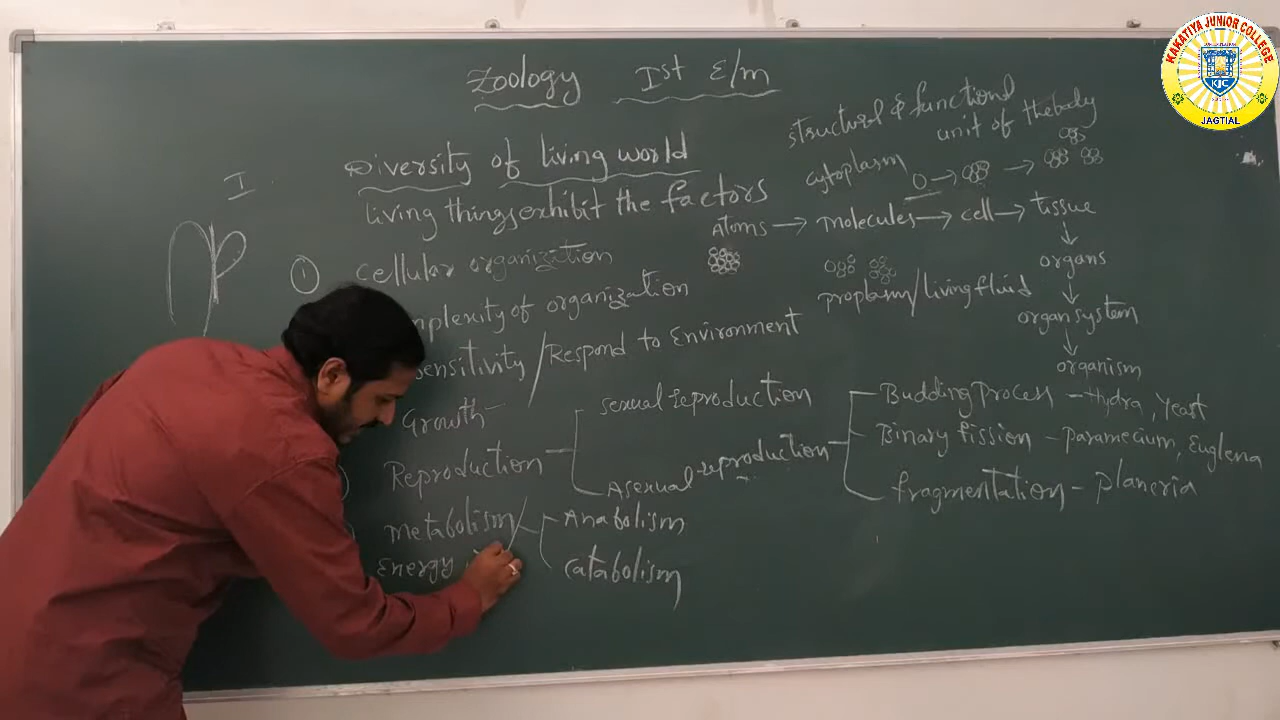 Zoology Ist E/m
Diversity of living world
I
living things exhibit the factors
① cellular organization
mplexity of organization
sensitivity / Respond to Environment
Growth -
Reproduction
sexual reproduction
Asexual reproduction
Budding process - Hydra, Yeast
Binary fission - paramecium, Euglena
fragmentation - planeria
metabolism /
Energy
Anabolism
catabolism
structural & functional
unit of the body
cytoplasm
Atoms → molecules → cell → tissue
↓
organs
↓
organ system
↓
organism
proplasm / living fluid
KAKATIYA JUNIOR COLLEGE
KJC
JAGTIAL